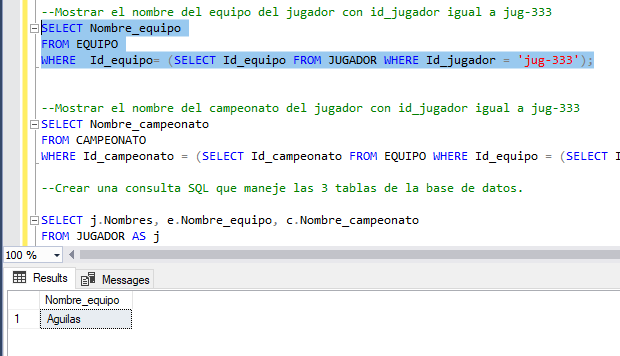 --Mostrar el nombre del equipo del jugador con id_jugador igual a jug-333
SELECT Nombre_equipo
FROM EQUIPO
WHERE  Id_equipo= (SELECT Id_equipo FROM JUGADOR WHERE Id_jugador = 'jug-333');
--Mostrar el nombre del campeonato del jugador con id_jugador igual a jug-333
SELECT Nombre_campeonato
FROM CAMPEONATO
WHERE Id_campeonato = (SELECT Id_campeonato FROM EQUIPO WHERE Id_equipo = (SELECT I
--Crear una consulta SQL que maneje las 3 tablas de la base de datos.
SELECT j.Nombres, e.Nombre_equipo, c.Nombre_campeonato
FROM JUGADOR AS j
100 %
Results Messages
Nombre_equipo
1 Aguilas